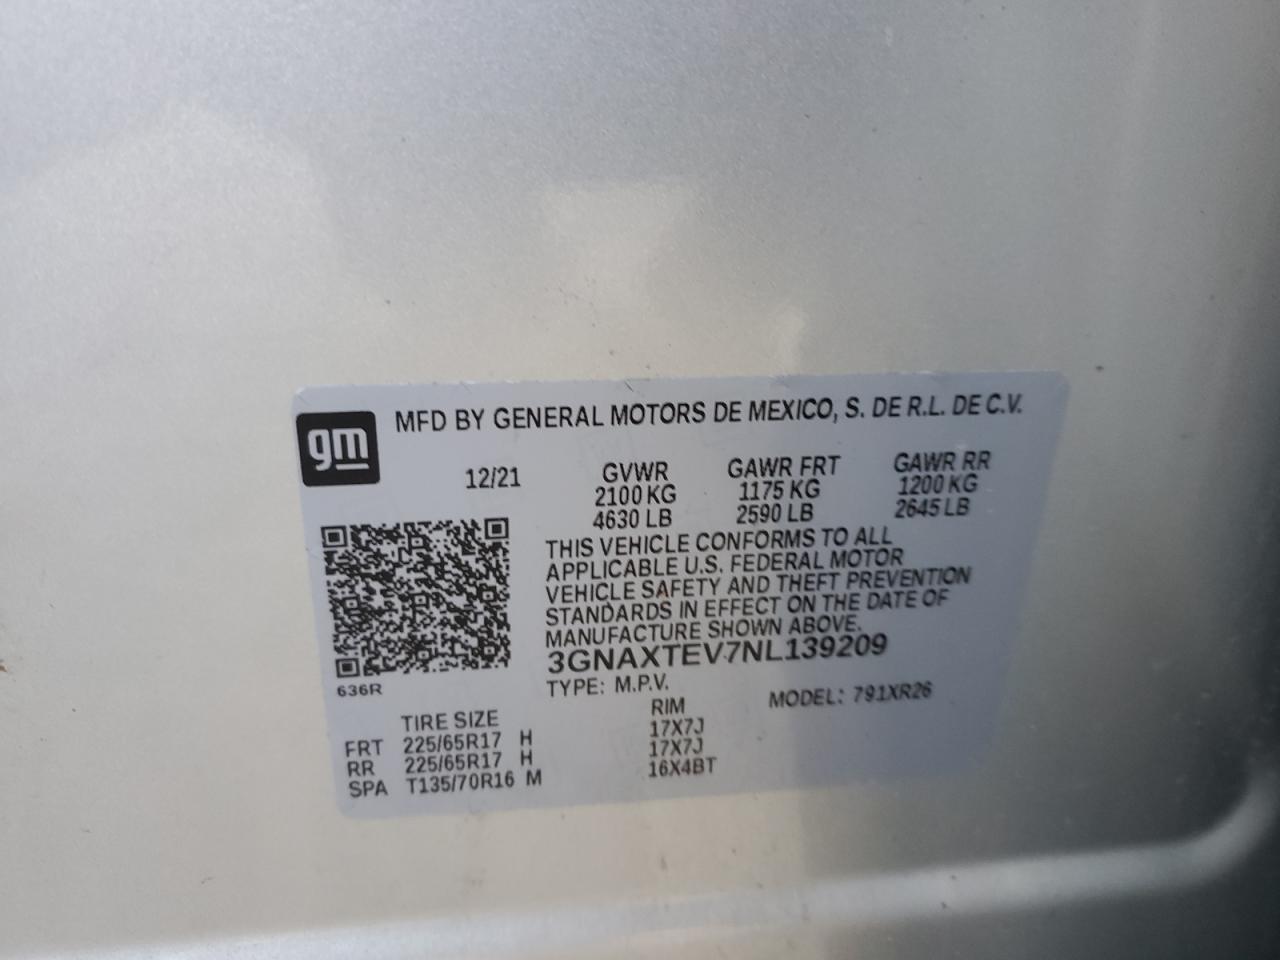 gm
MFD BY GENERAL MOTORS DE MEXICO, S. DE R.L. DE C.V.
12/21 GVWR GAWR FRT GAWR RR
2100 KG 1175 KG 1200 KG
4630 LB 2590 LB 2645 LB
THIS VEHICLE CONFORMS TO ALL
APPLICABLE U.S. FEDERAL MOTOR
VEHICLE SAFETY AND THEFT PREVENTION
STANDARDS IN EFFECT ON THE DATE OF
MANUFACTURE SHOWN ABOVE.
3GNAXTEV7NL139209
636R
TYPE: M.P.V. MODEL: 791XR26
TIRE SIZE RIM
FRT 225/65R17 H 17X7J
RR 225/65R17 H 17X7J
SPA T135/70R16 M 16X4BT